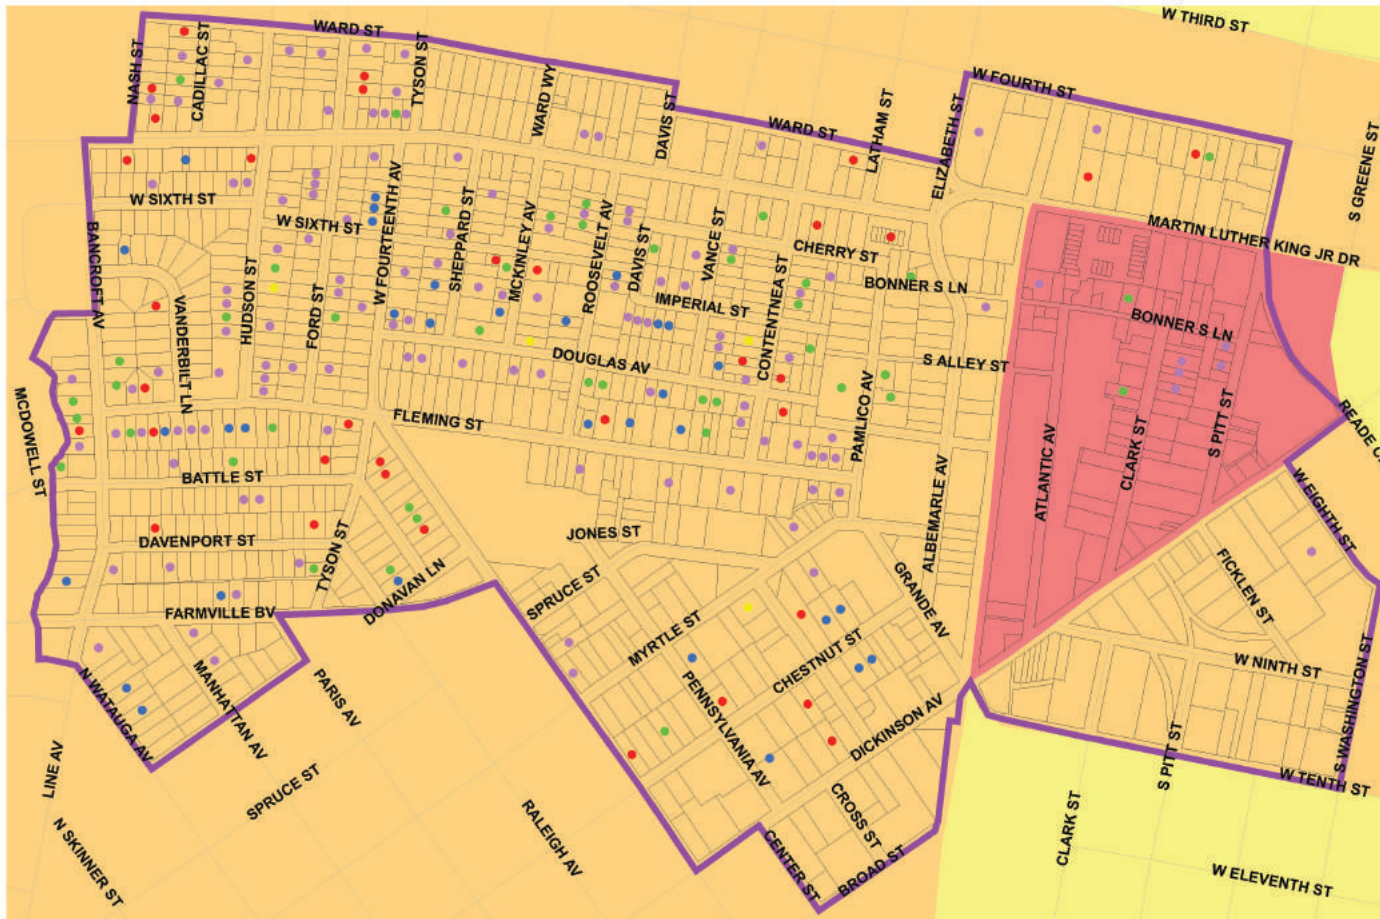 W THIRD ST
WARD ST
NASH ST
CADILLAC ST
TYSON ST
W FOURTH ST
WARD WY
DAVIS ST
WARD ST
LATHAM ST
ELIZABETH ST
S GREENE ST
W SIXTH ST
W SIXTH ST
W FOURTEENTH AV
SHEPPARD ST
MCKINLEY AV
ROOSEVELT AV
DAVIS ST
VANCE ST
CHERRY ST
MARTIN LUTHER KING JR DR
BANCROFT AV
HUDSON ST
FORD ST
IMPERIAL ST
CONTENTNEA ST
BONNER S LN
BONNER S LN
VANDERBILT LN
DOUGLAS AV
S ALLEY ST
MCDOWELL ST
FLEMING ST
PAMLICO AV
ATLANTIC AV
CLARK ST
S PITT ST
READE C
BATTLE ST
ALBEMARLE AV
W EIGHTH ST
DAVENPORT ST
TYSON ST
JONES ST
FICKLEN ST
DONAVAN LN
SPRUCE ST
GRANDE AV
FARMVILLE BV
MYRTLE ST
CHESTNUT ST
W NINTH ST
S WASHINGTON ST
N WATAUGA AV
MANHATTAN AV
PARIS AV
PENNSYLVANIA AV
DICKINSON AV
S PITT ST
W TENTH ST
LINE AV
SPRUCE ST
RALEIGH AV
CROSS ST
CLARK ST
N SKINNER ST
CENTER ST
BROAD ST
W ELEVENTH ST